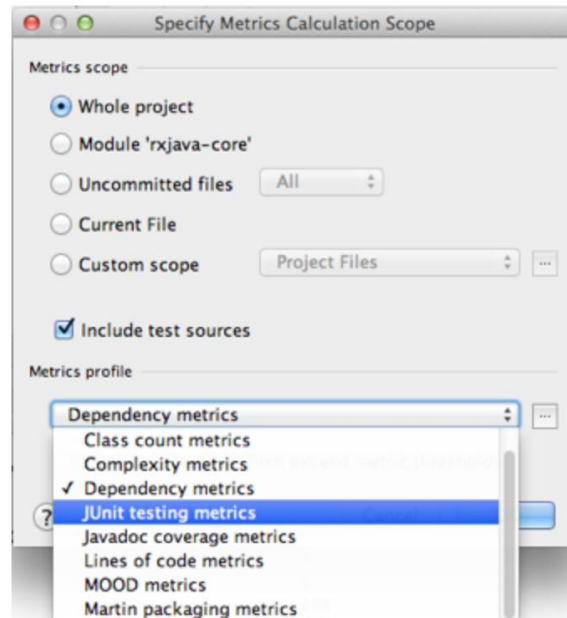 Specify Metrics Calculation Scope
Metrics scope
Whole project
Module 'rxjava-core'
Uncommitted files All
Current File
Custom scope Project Files ...
Include test sources
Metrics profile
Dependency metrics ...
Class count metrics
Complexity metrics
✓ Dependency metrics
JUnit testing metrics
?
Javadoc coverage metrics
Lines of code metrics
MOOD metrics
Martin packaging metrics